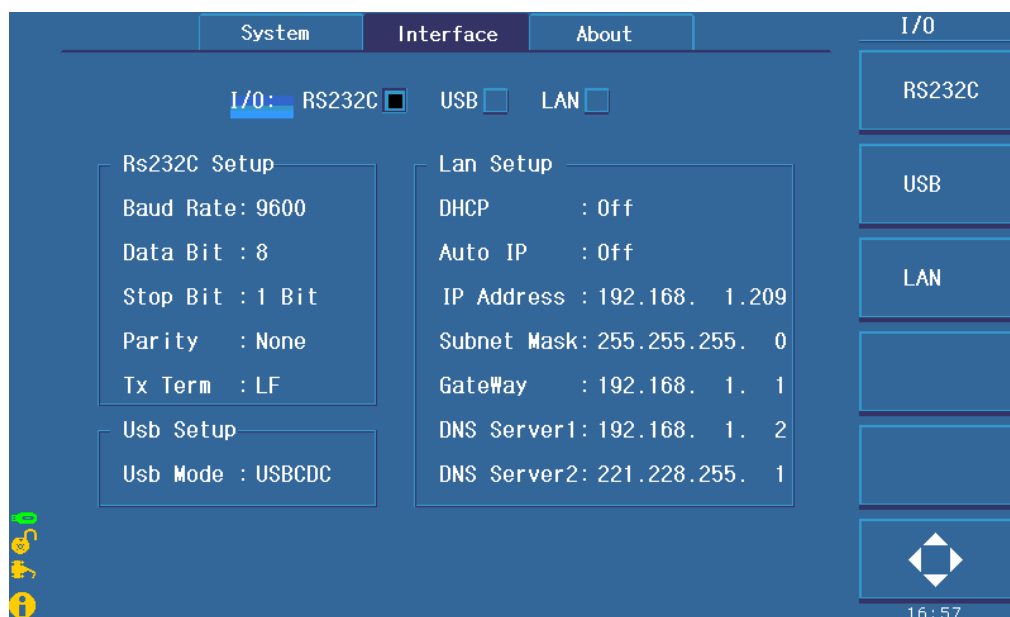 System Interface About
I/O
I/O: RS232C USB LAN
RS232C
USB
LAN
Rs232C Setup
Baud Rate: 9600
Data Bit : 8
Stop Bit : 1 Bit
Parity : None
Tx Term : LF
Usb Setup
Usb Mode : USBCDC
Lan Setup
DHCP : Off
Auto IP : Off
IP Address : 192.168. 1.209
Subnet Mask: 255.255.255. 0
GateWay : 192.168. 1. 1
DNS Server1: 192.168. 1. 2
DNS Server2: 221.228.255. 1
16:57